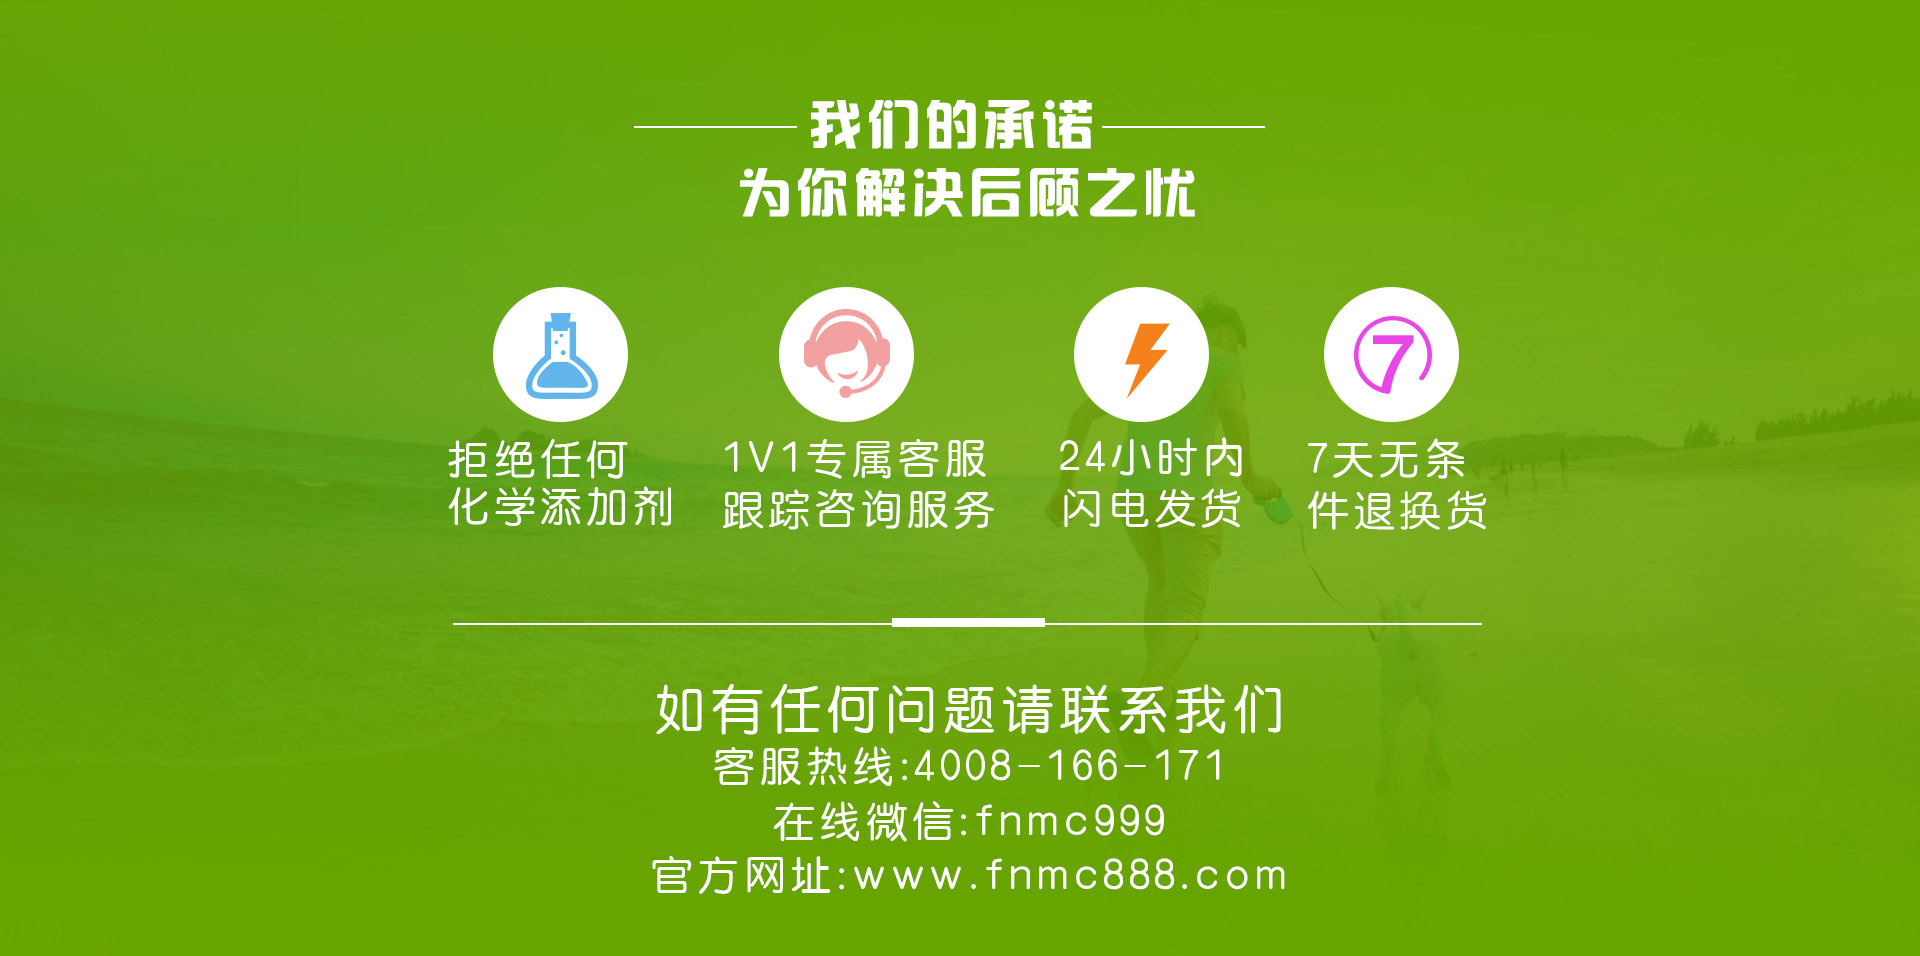 我们的承诺
为你解决后顾之忧
7
拒绝任何
化学添加剂
1V1专属客服
跟踪咨询服务
24小时内
闪电发货
7天无条
件退换货
如有任何问题请联系我们
客服热线:4008-166-171
在线微信:fnmc999
官方网址:www.fnmc888.com